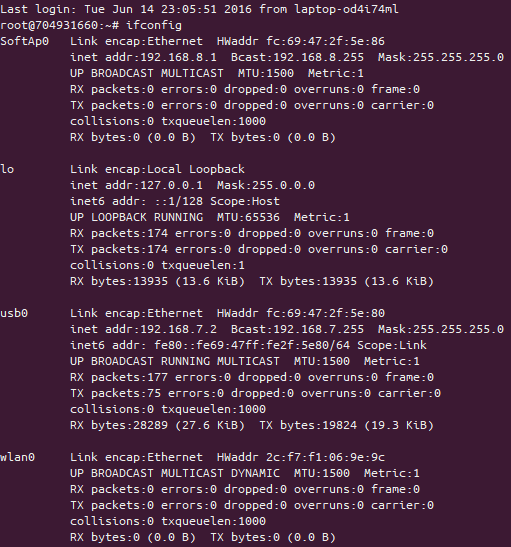 Last login: Tue Jun 14 23:05:51 2016 from laptop-od4i74ml
root@704931660:~# ifconfig
SoftAp0   Link encap:Ethernet  HWaddr fc:69:47:2f:5e:86
          inet addr:192.168.8.1  Bcast:192.168.8.255  Mask:255.255.255.0
          UP BROADCAST MULTICAST  MTU:1500  Metric:1
          RX packets:0 errors:0 dropped:0 overruns:0 frame:0
          TX packets:0 errors:0 dropped:0 overruns:0 carrier:0
          collisions:0 txqueuelen:1000
          RX bytes:0 (0.0 B)  TX bytes:0 (0.0 B)
lo        Link encap:Local Loopback
          inet addr:127.0.0.1  Mask:255.0.0.0
          inet6 addr: ::1/128 Scope:Host
          UP LOOPBACK RUNNING  MTU:65536  Metric:1
          RX packets:174 errors:0 dropped:0 overruns:0 frame:0
          TX packets:174 errors:0 dropped:0 overruns:0 carrier:0
          collisions:0 txqueuelen:1
          RX bytes:13935 (13.6 KiB)  TX bytes:13935 (13.6 KiB)
usb0      Link encap:Ethernet  HWaddr fc:69:47:2f:5e:80
          inet addr:192.168.7.2  Bcast:192.168.7.255  Mask:255.255.255.0
          inet6 addr: fe80::fe69:47ff:fe2f:5e80/64 Scope:Link
          UP BROADCAST RUNNING MULTICAST  MTU:1500  Metric:1
          RX packets:177 errors:0 dropped:0 overruns:0 frame:0
          TX packets:75 errors:0 dropped:0 overruns:0 carrier:0
          collisions:0 txqueuelen:1000
          RX bytes:28289 (27.6 KiB)  TX bytes:19824 (19.3 KiB)
wlan0     Link encap:Ethernet  HWaddr 2c:f7:f1:06:9e:9c
          UP BROADCAST MULTICAST DYNAMIC  MTU:1500  Metric:1
          RX packets:0 errors:0 dropped:0 overruns:0 frame:0
          TX packets:0 errors:0 dropped:0 overruns:0 carrier:0
          collisions:0 txqueuelen:1000
          RX bytes:0 (0.0 B)  TX bytes:0 (0.0 B)